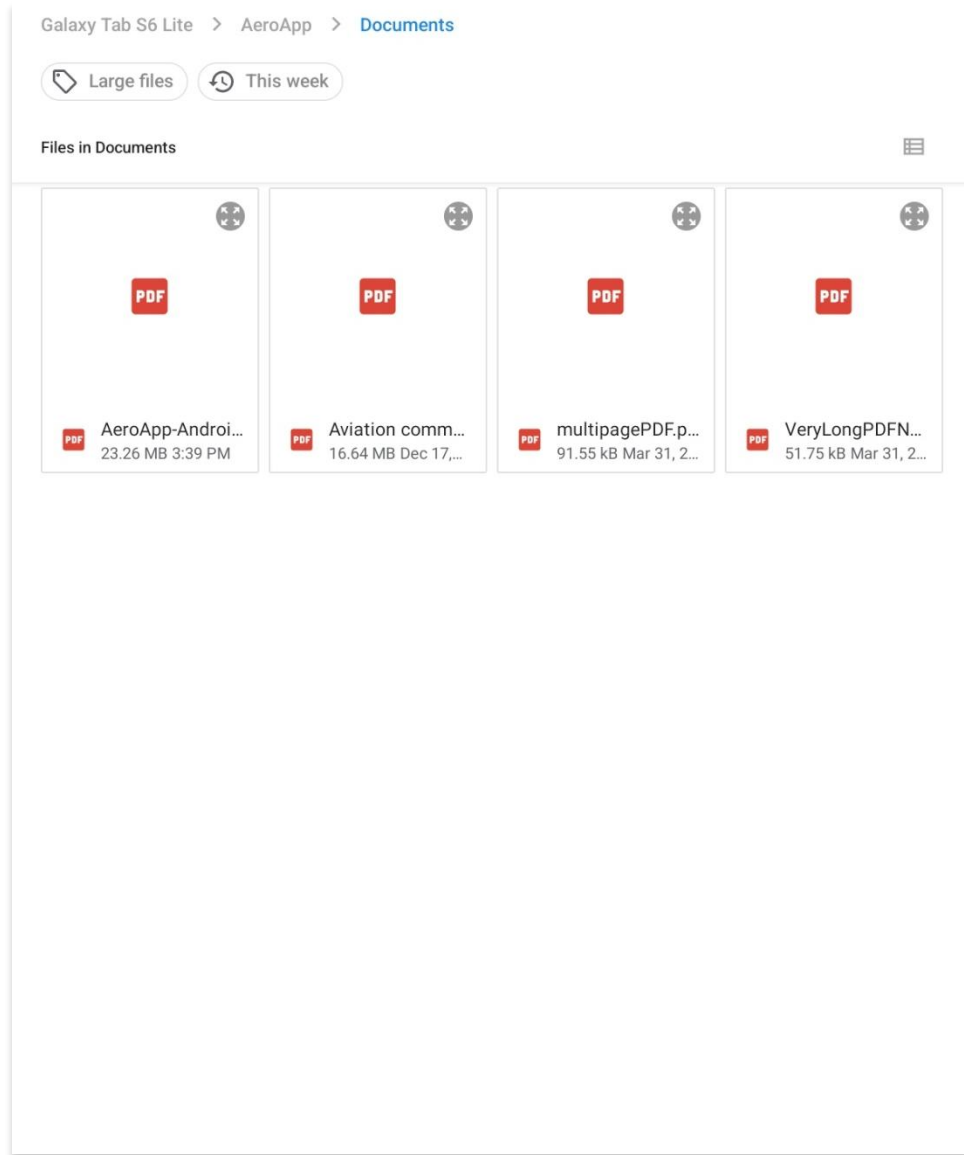 Galaxy Tab S6 Lite > AeroApp > Documents
Large files This week
Files in Documents
PDF PDF PDF PDF
PDF AeroApp-Androi... PDF Aviation comm... PDF multipagePDF.p... PDF VeryLongPDFN...
23.26 MB 3:39 PM 16.64 MB Dec 17,... 91.55 kB Mar 31, 2... 51.75 kB Mar 31, 2...